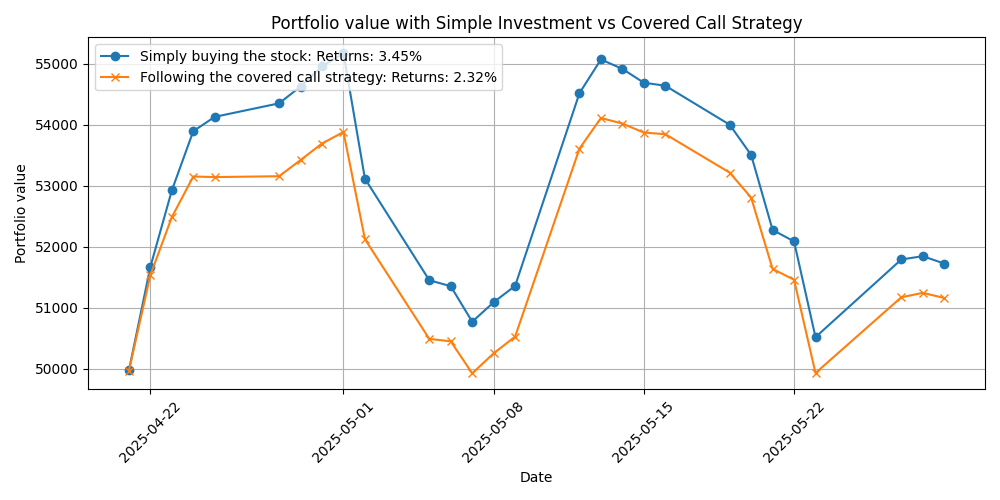 Portfolio value with Simple Investment vs Covered Call Strategy
Simply buying the stock: Returns: 3.45%
Following the covered call strategy: Returns: 2.32%
Portfolio value
55000
54000
53000
52000
51000
50000
2025-04-22
2025-05-01
2025-05-08
2025-05-15
2025-05-22
Date